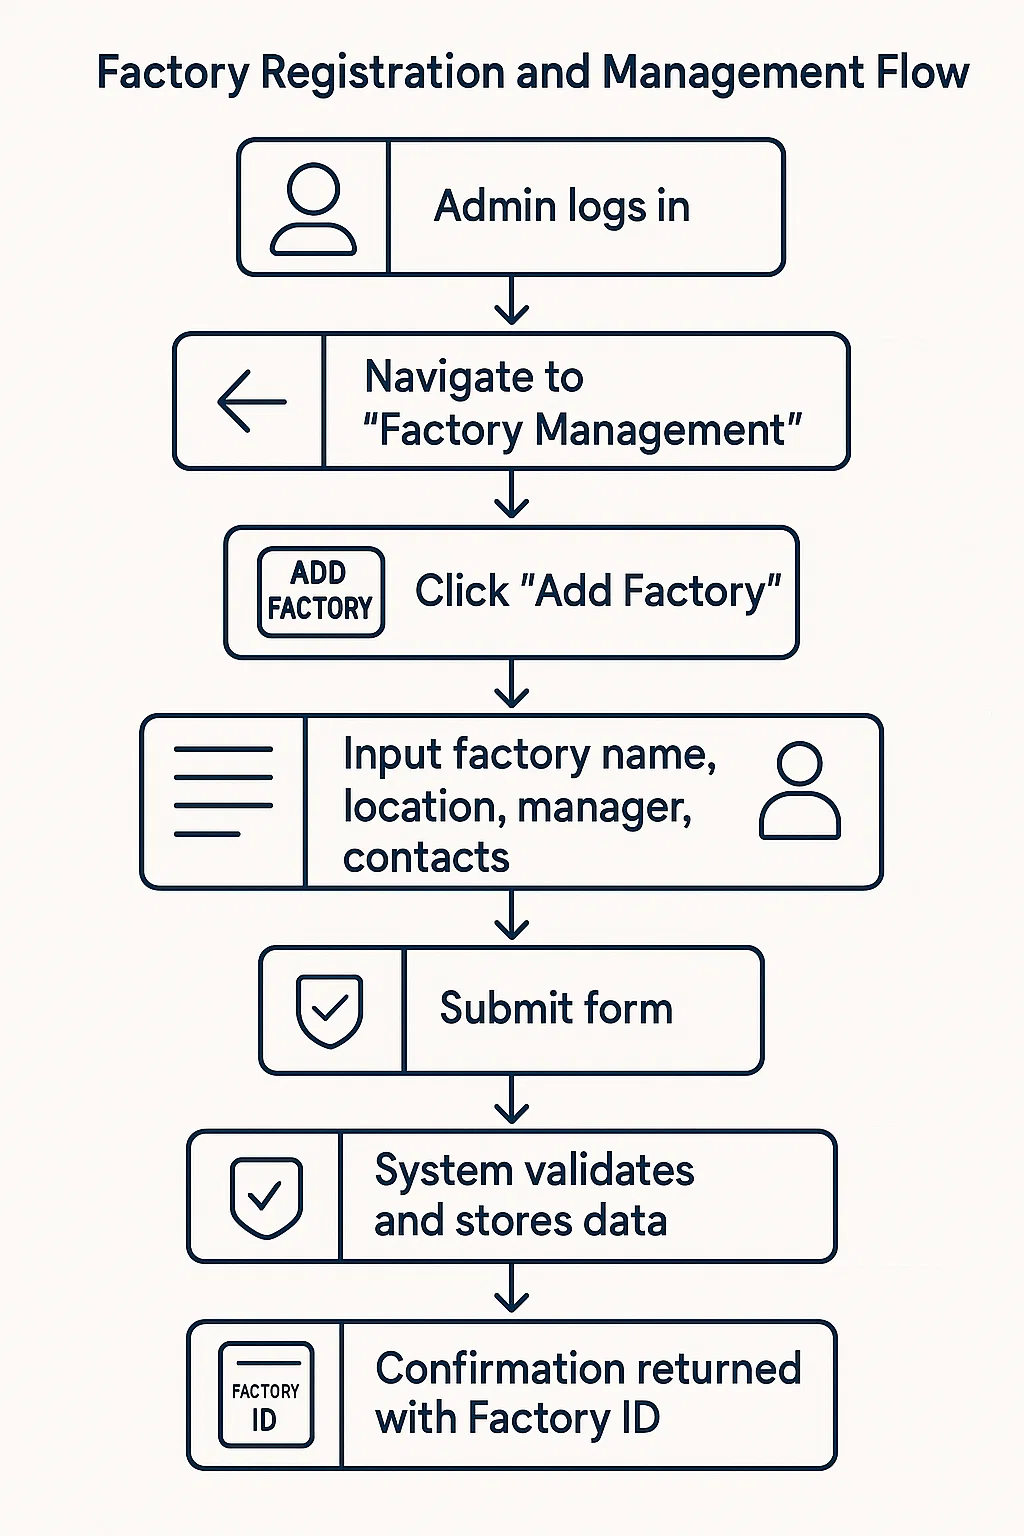 Factory Registration and Management Flow
Admin logs in
Navigate to
"Factory Management"
ADD
FACTORY
Click "Add Factory"
Input factory name,
location, manager,
contacts
Submit form
System validates
and stores data
FACTORY
ID
Confirmation returned
with Factory ID